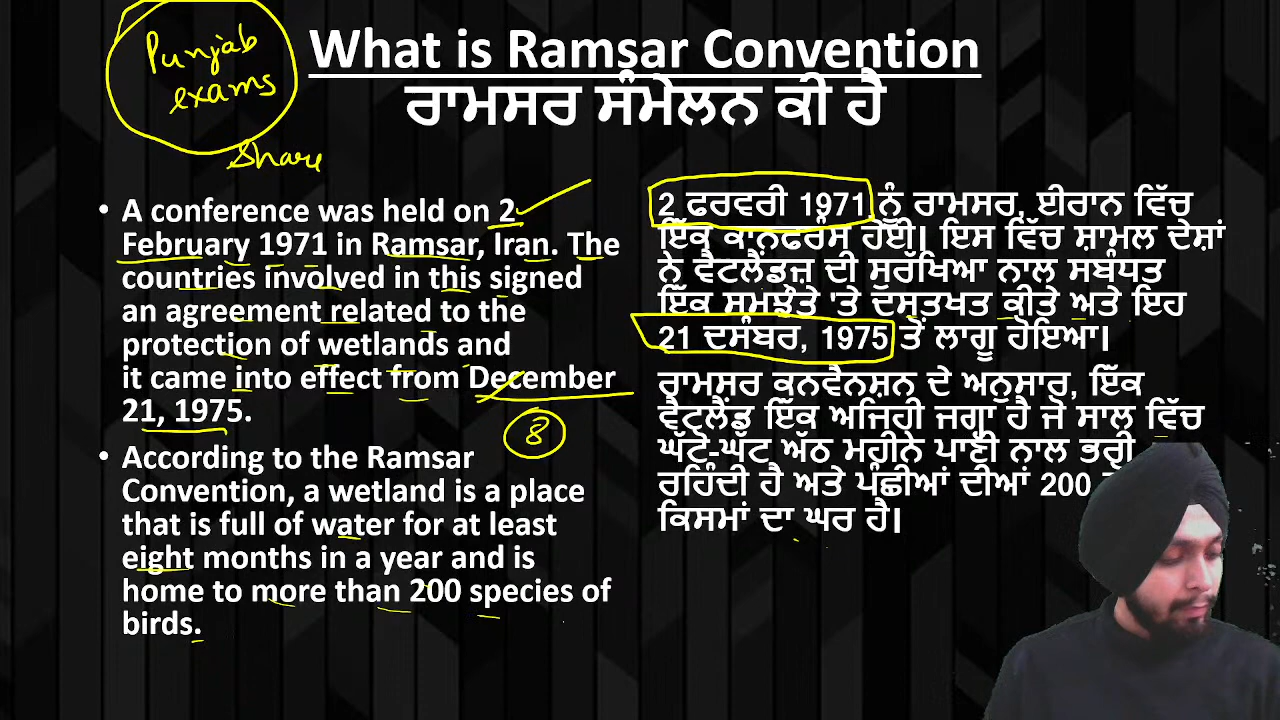 Punjab
exams
Share
What is Ramsar Convention
ਰਾਮਸਰ ਸੰਮੇਲਨ ਕੀ ਹੈ
• A conference was held on 2
February 1971 in Ramsar, Iran. The
countries involved in this signed
an agreement related to the
protection of wetlands and
it came into effect from December
21, 1975.
8
• According to the Ramsar
Convention, a wetland is a place
that is full of water for at least
eight months in a year and is
home to more than 200 species of
birds.
2 ਫਰਵਰੀ 1971 ਨੂੰ ਰਾਮਸਰ, ਈਰਾਨ ਵਿੱਚ
ਇੱਕ ਕਾਨਫਰੰਸ ਹੋਈ। ਇਸ ਵਿੱਚ ਸ਼ਾਮਲ ਦੇਸ਼ਾਂ
ਨੇ ਵੈਟਲੈਂਡਜ਼ ਦੀ ਸੁਰੱਖਿਆ ਨਾਲ ਸਬੰਧਤ
ਇੱਕ ਸਮਝੌਤੇ 'ਤੇ ਦਸਤਖਤ ਕੀਤੇ ਅਤੇ ਇਹ
21 ਦਸੰਬਰ, 1975 ਤੋਂ ਲਾਗੂ ਹੋਇਆ।
ਰਾਮਸਰ ਕਨਵੈਨਸ਼ਨ ਦੇ ਅਨੁਸਾਰ, ਇੱਕ
ਵੈਟਲੈਂਡ ਇੱਕ ਅਜਿਹੀ ਜਗ੍ਹਾ ਹੈ ਜੋ ਸਾਲ ਵਿੱਚ
ਘੱਟੋ-ਘੱਟ ਅੱਠ ਮਹੀਨੇ ਪਾਣੀ ਨਾਲ ਭਰੀ
ਰਹਿੰਦੀ ਹੈ ਅਤੇ ਪੰਛੀਆਂ ਦੀਆਂ 200
ਕਿਸਮਾਂ ਦਾ ਘਰ ਹੈ।